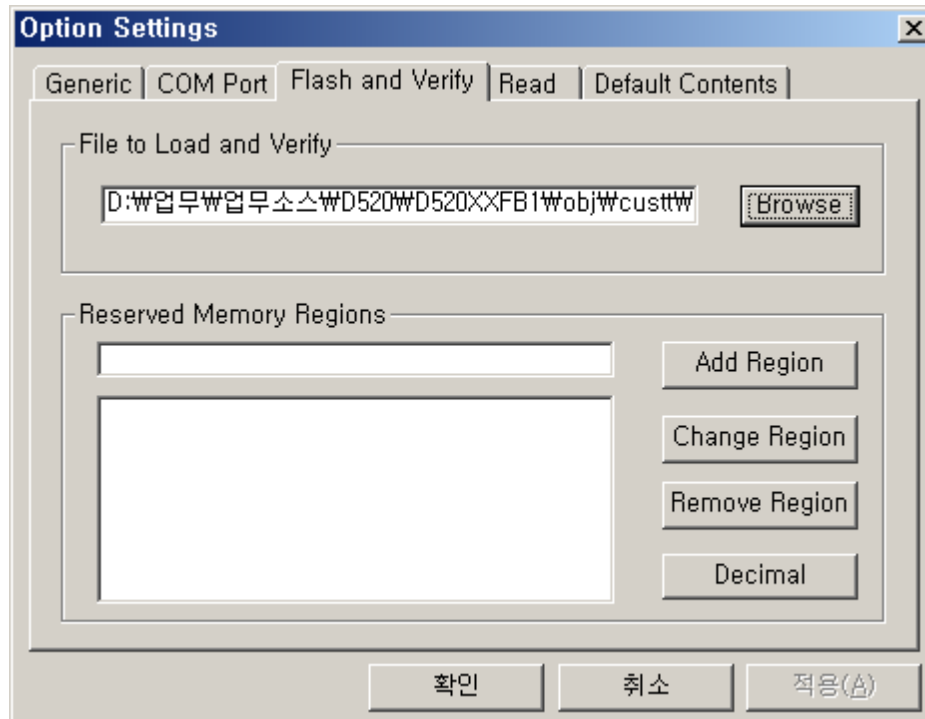 Option Settings
Generic COM Port Flash and Verify Read Default Contents
File to Load and Verify
D:₩업무₩업무소스₩D520₩D520XXFB1₩obj₩custt₩
Browse
Reserved Memory Regions
Add Region
Change Region
Remove Region
Decimal
확인 취소 적용(A)